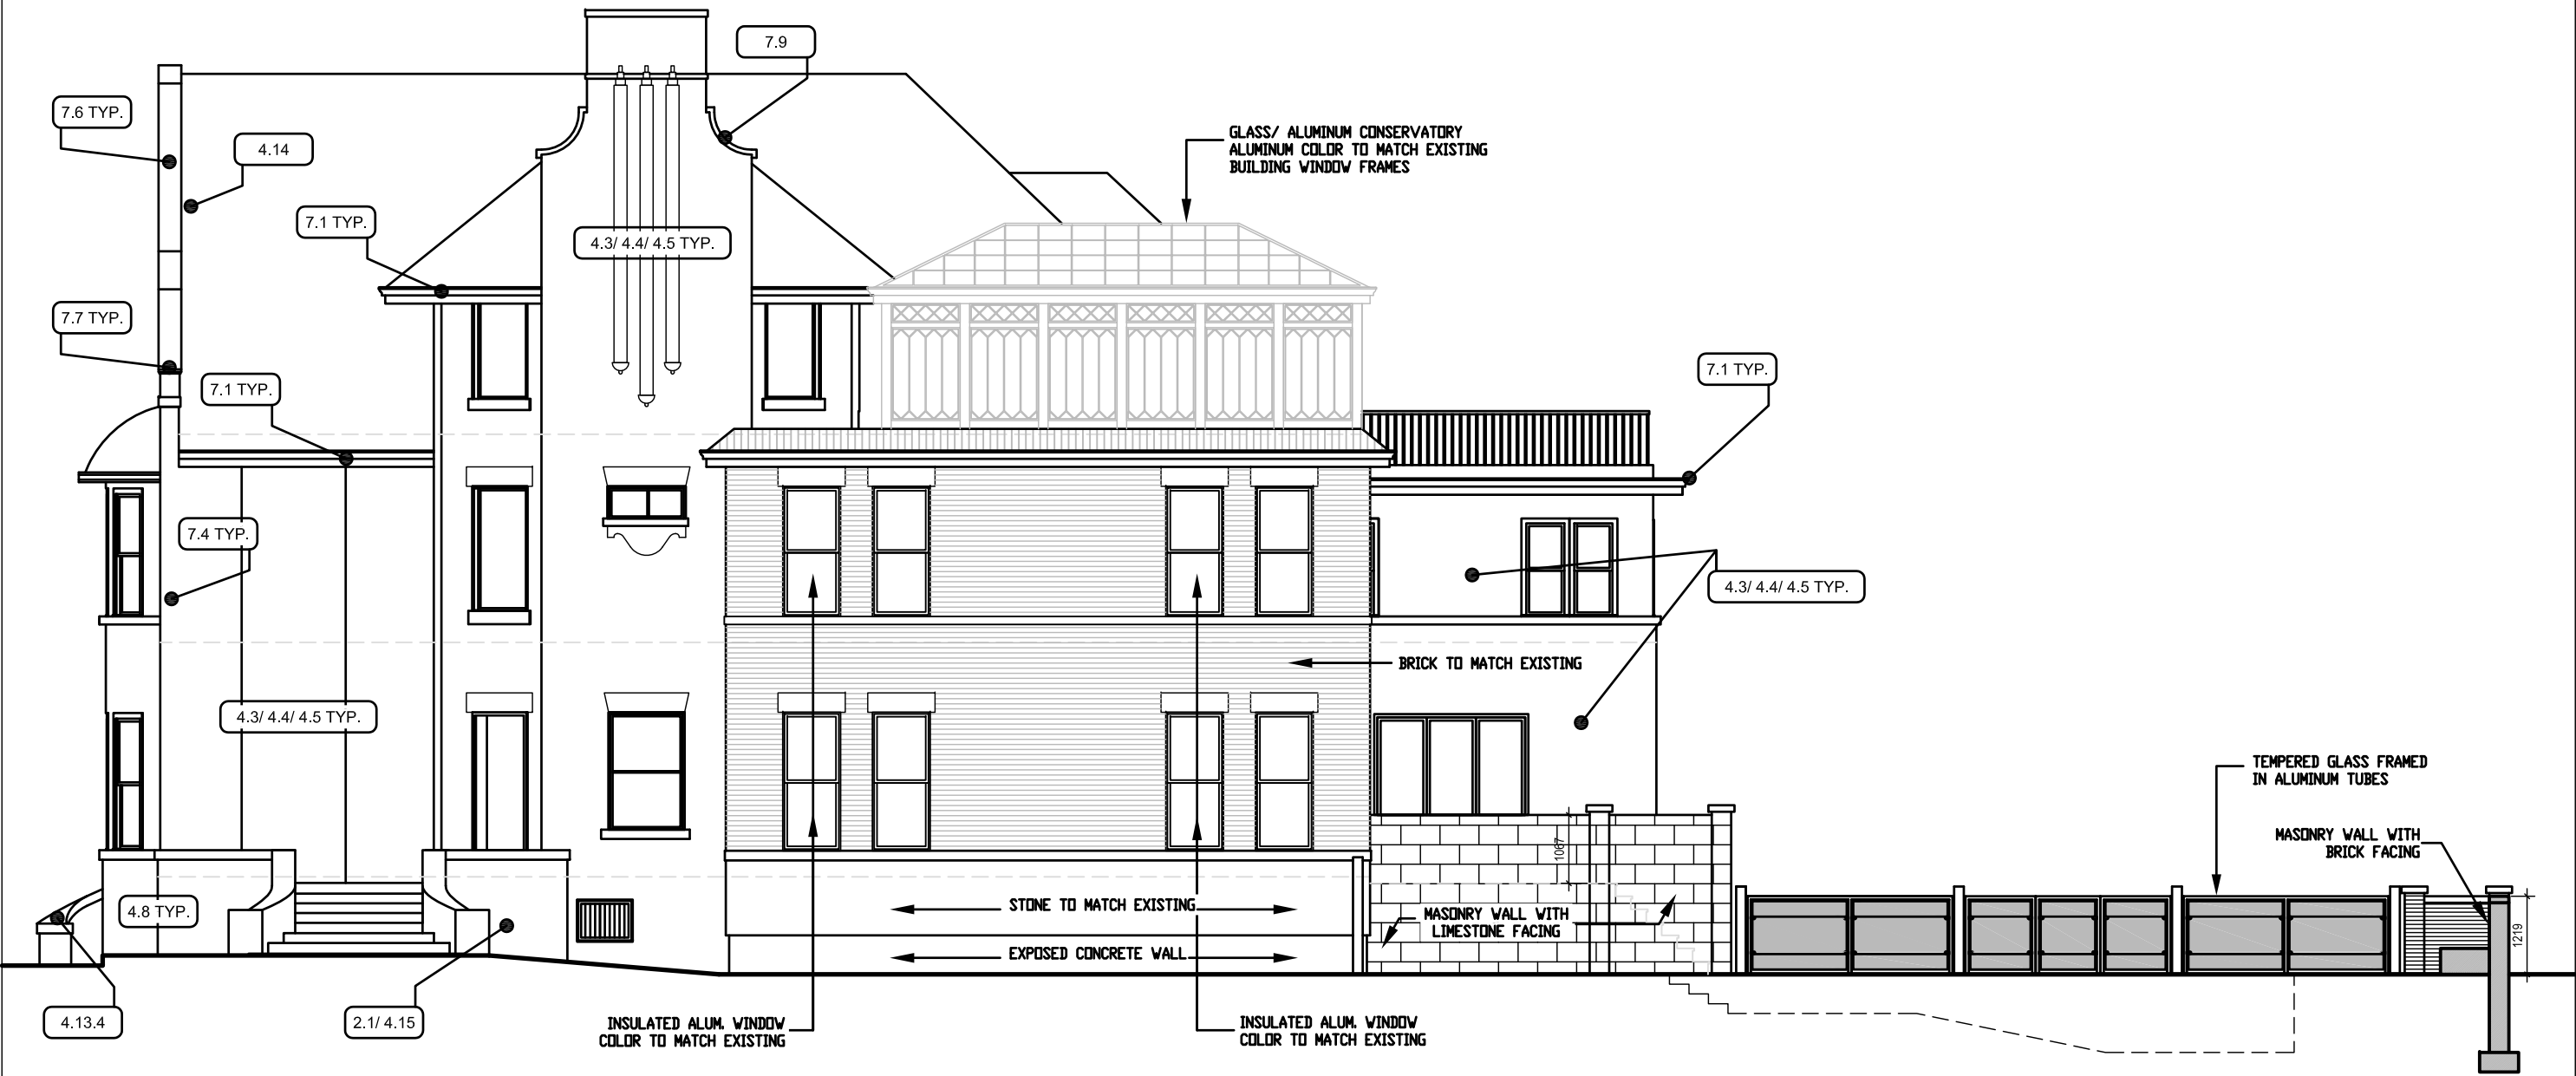 7.9
7.6 TYP.
4.14
GLASS/ ALUMINUM CONSERVATORY
ALUMINUM COLOR TO MATCH EXISTING
BUILDING WINDOW FRAMES
7.1 TYP.
4.3/ 4.4/ 4.5 TYP.
7.7 TYP.
7.1 TYP.
7.1 TYP.
7.4 TYP.
4.3/ 4.4/ 4.5 TYP.
BRICK TO MATCH EXISTING
4.3/ 4.4/ 4.5 TYP.
TEMPERED GLASS FRAMED
IN ALUMINUM TUBES
MASONRY WALL WITH
BRICK FACING
1067
4.8 TYP.
STONE TO MATCH EXISTING
MASONRY WALL WITH
LIMESTONE FACING
1219
EXPOSED CONCRETE WALL
4.13.4
2.1/ 4.15
INSULATED ALUM. WINDOW
COLOR TO MATCH EXISTING
INSULATED ALUM. WINDOW
COLOR TO MATCH EXISTING